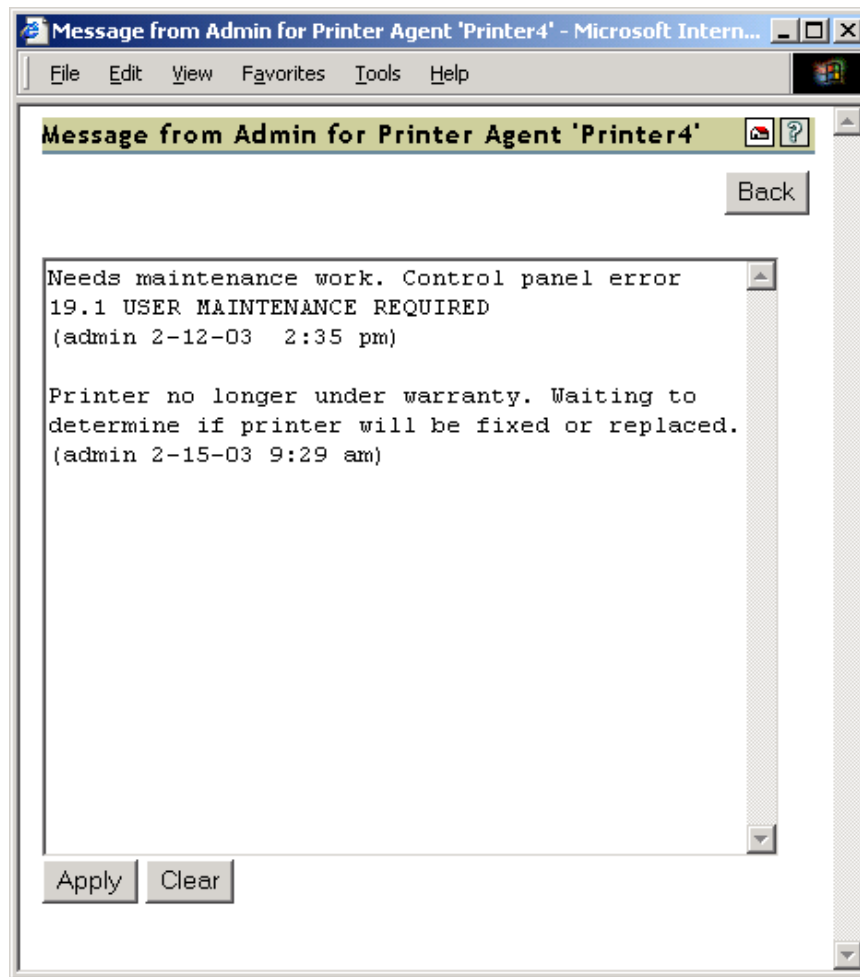 Message from Admin for Printer Agent 'Printer4' - Microsoft Intern...
File Edit View Favorites Tools Help
Message from Admin for Printer Agent 'Printer4'
?
Back
Needs maintenance work. Control panel error
19.1 USER MAINTENANCE REQUIRED
(admin 2-12-03  2:35 pm)
Printer no longer under warranty. Waiting to
determine if printer will be fixed or replaced.
(admin 2-15-03 9:29 am)
Apply Clear